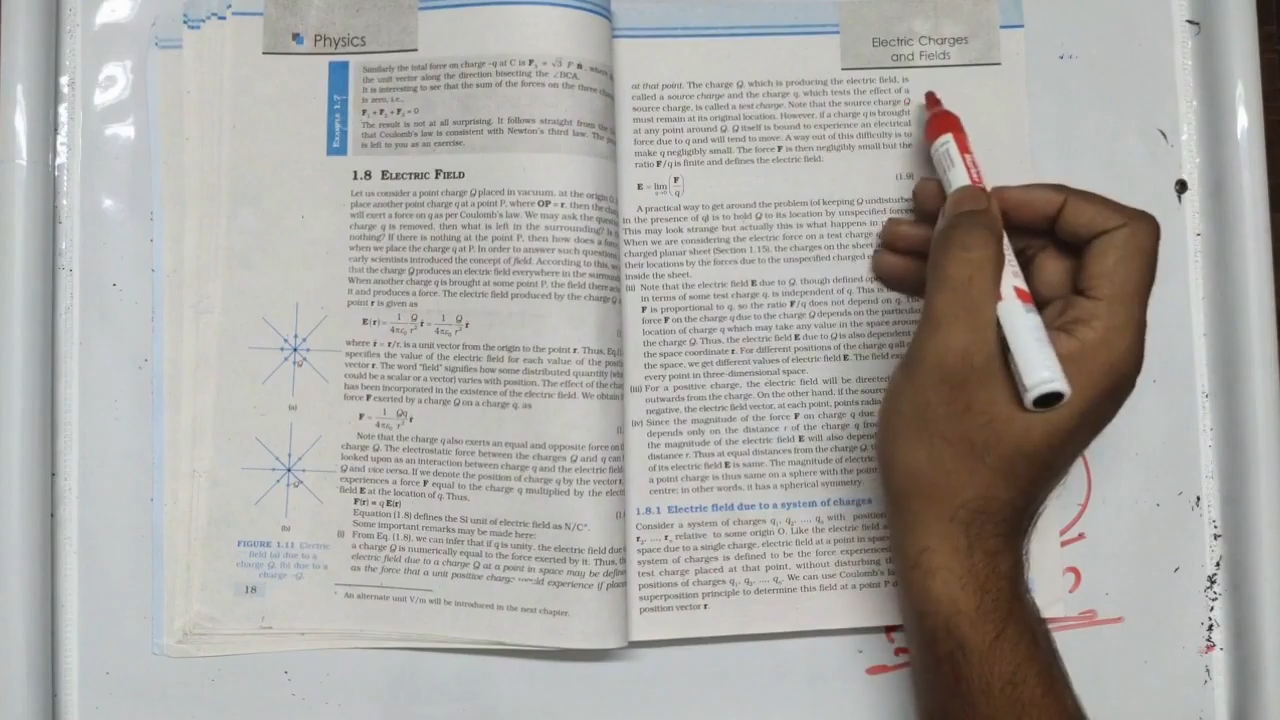 Physics
Example 1.7
Similarly the total force on charge –q at C is F₃ = √3 F n̂, where
the unit vector along the direction bisecting the ∠BCA.
It is interesting to see that the sum of the forces on the three
is zero, i.e.,
F₁ + F₂ + F₃ = 0
The result is not at all surprising. It follows straight from the
that Coulomb's law is consistent with Newton's third law. The
is left to you as an exercise.
1.8 ELECTRIC FIELD
Let us consider a point charge Q placed in vacuum, at the origin O.
place another point charge q at a point P, where OP = r, then the
will exert a force on q as per Coulomb's law. We may ask the
charge q is removed, then what is left in the surrounding? Is
nothing? If there is nothing at the point P, then how does a
when we place the charge q at P. In order to answer such
early scientists introduced the concept of field. According to this,
that the charge Q produces an electric field everywhere in the
When another charge q is brought at some point P, the field there
it and produces a force. The electric field produced by the charge Q
point r is given as
E(r) = 1/4πε₀ Q/r² r̂ = 1/4πε₀ Q/r² r̂
where r̂ = r/r, is a unit vector from the origin to the point r. Thus,
specifies the value of the electric field for each value of the
vector r. The word "field" signifies how some distributed quantity
could be a scalar or a vector) varies with position. The effect of the
has been incorporated in the existence of the electric field. We obtain
force F exerted by a charge Q on a charge q, as
F = 1/4πε₀ Qq/r² r̂
Note that the charge q also exerts an equal and opposite force on
charge Q. The electrostatic force between the charges Q and q can
looked upon as an interaction between charge q and the electric field
Q and vice versa. If we denote the position of charge q by the vector r,
experiences a force F equal to the charge q multiplied by the
field E at the location of q. Thus,
F(r) = q E(r)
Equation (1.8) defines the SI unit of electric field as N/C*.
Some important remarks may be made here:
(i) From Eq. (1.8), we can infer that if q is unity, the electric field due
a charge Q is numerically equal to the force exerted by it. Thus,
electric field due to a charge Q at a point in space may be
as the force that a unit positive charge would experience if
(a)
(b)
Q
FIGURE 1.11 Electric
field (a) due to a
charge Q, (b) due to a
charge –Q.
18
* An alternate unit V/m will be introduced in the next chapter.
Electric Charges
and Fields
at that point. The charge Q, which is producing the electric field, is
called a source charge and the charge q, which tests the effect of a
source charge, is called a test charge. Note that the source charge Q
must remain at its original location. However, if a charge q is brought
at any point around Q, Q itself is bound to experience an electrical
force due to q and will tend to move. A way out of this difficulty is to
make q negligibly small. The force F is then negligibly small but the
ratio F/q is finite and defines the electric field:
E = lim q→0 (F/q) (1.9)
A practical way to get around the problem (of keeping Q
in the presence of q) is to hold Q to its location by unspecified forces
This may look strange but actually this is what happens in
When we are considering the electric force on a test charge
charged planar sheet (Section 1.15), the charges on the sheet
their locations by the forces due to the unspecified charged
inside the sheet.
(ii) Note that the electric field E due to Q, though defined
in terms of some test charge q, is independent of q. This is
F is proportional to q, so the ratio F/q does not depend on q. The
force F on the charge q due to the charge Q depends on the particular
location of charge q which may take any value in the space around
the charge Q. Thus, the electric field E due to Q is also dependent
the space coordinate r. For different positions of the charge q all
the space, we get different values of electric field E. The field
every point in three-dimensional space.
(iii) For a positive charge, the electric field will be directed
outwards from the charge. On the other hand, if the source
negative, the electric field vector, at each point, points
(iv) Since the magnitude of the force F on charge q due
depends only on the distance r of the charge q from
the magnitude of the electric field E will also depend
distance r. Thus at equal distances from the charge Q,
of its electric field E is same. The magnitude of electric
a point charge is thus same on a sphere with the point
centre; in other words, it has a spherical symmetry.
1.8.1 Electric field due to a system of charges
Consider a system of charges q₁, q₂, ..., qₙ with position
r₂, ..., rₙ relative to some origin O. Like the electric field
space due to a single charge, electric field at a point in space
system of charges is defined to be the force experienced
test charge placed at that point, without disturbing the
positions of charges q₁, q₂, ..., qₙ. We can use Coulomb's
superposition principle to determine this field at a point P
position vector r.